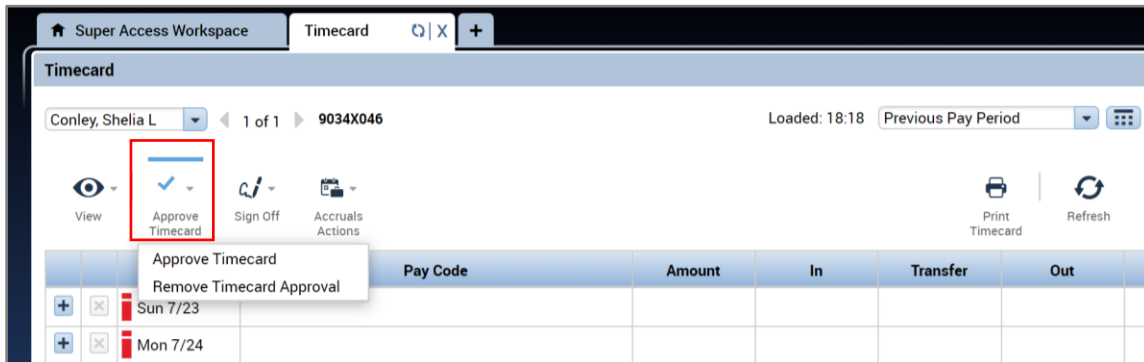 Super Access Workspace Timecard X +
Timecard
Conley, Shelia L 1 of 1 9034X046 Loaded: 18:18 Previous Pay Period
View Approve Timecard Sign Off Accruals Actions Print Timecard Refresh
Approve Timecard
Remove Timecard Approval
Pay Code Amount In Transfer Out
Sun 7/23
Mon 7/24